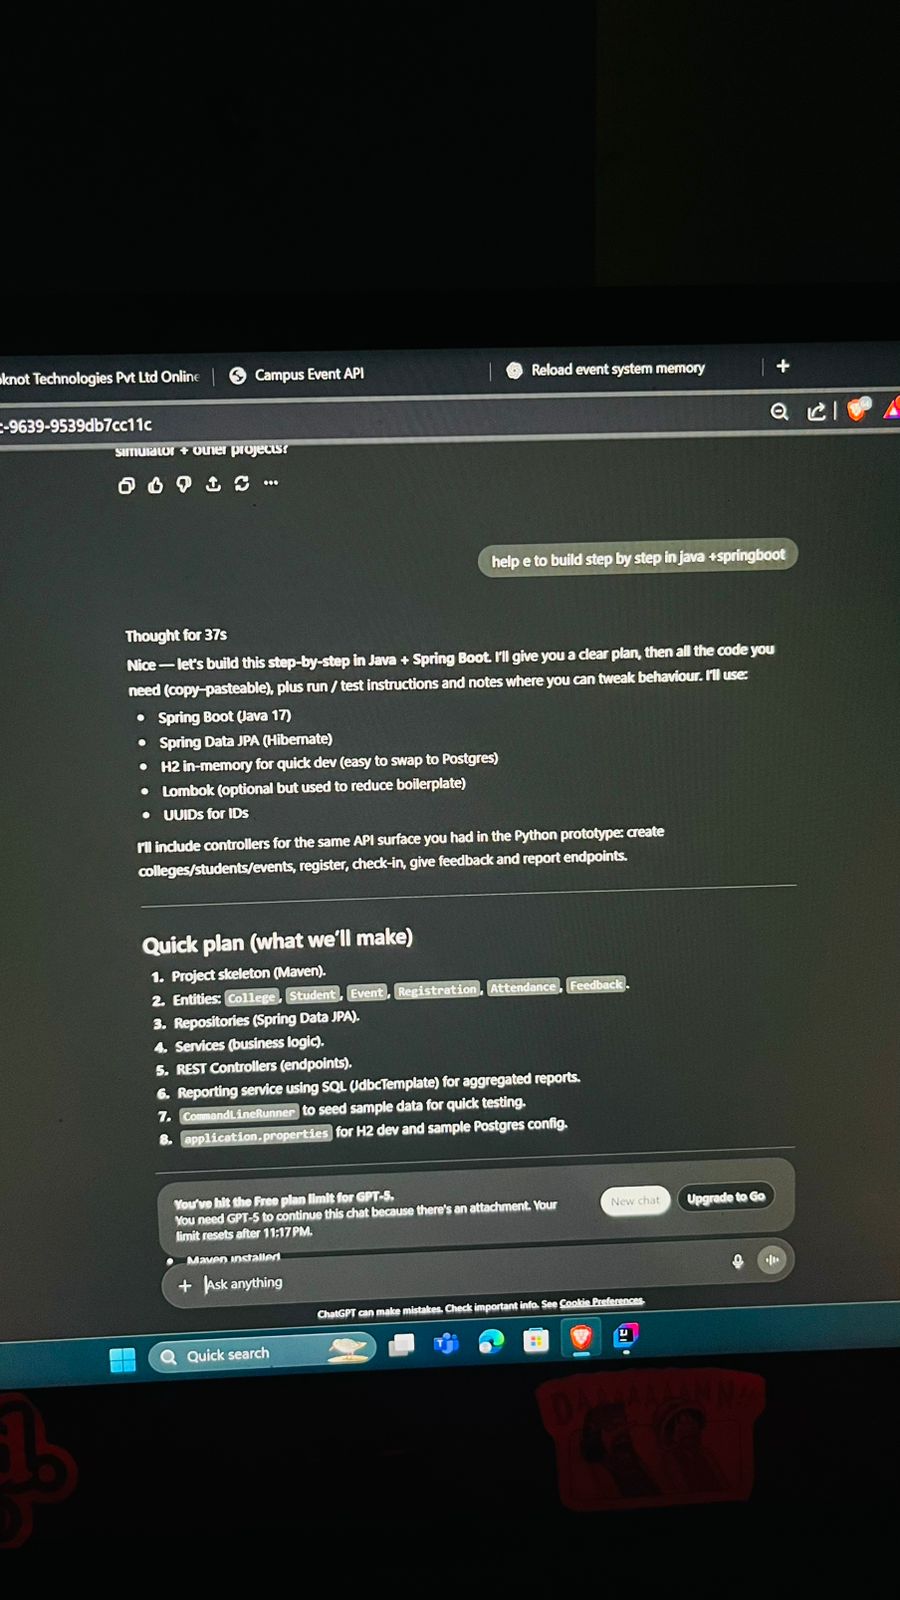 oknot Technologies Pvt Ltd Online
Campus Event API
Reload event system memory
-9639-9539db7cc11c
simulator + other projects?
help e to build step by step in java +springboot
Thought for 37s
Nice — let's build this step-by-step in Java + Spring Boot. I'll give you a clear plan, then all the code you
need (copy-pasteable), plus run / test instructions and notes where you can tweak behaviour. I'll use:
• Spring Boot (Java 17)
• Spring Data JPA (Hibernate)
• H2 in-memory for quick dev (easy to swap to Postgres)
• Lombok (optional but used to reduce boilerplate)
• UUIDs for IDs
I'll include controllers for the same API surface you had in the Python prototype: create
colleges/students/events, register, check-in, give feedback and report endpoints.
Quick plan (what we'll make)
1. Project skeleton (Maven).
2. Entities: College, Student, Event, Registration, Attendance, Feedback.
3. Repositories (Spring Data JPA).
4. Services (business logic).
5. REST Controllers (endpoints).
6. Reporting service using SQL (JdbcTemplate) for aggregated reports.
7. CommandLineRunner to seed sample data for quick testing.
8. application.properties for H2 dev and sample Postgres config.
You've hit the Free plan limit for GPT-5.
You need GPT-5 to continue this chat because there's an attachment. Your
limit resets after 11:17 PM.
New chat
Upgrade to Go
• Maven installed
Ask anything
ChatGPT can make mistakes. Check important info. See Cookie Preferences.
Quick search